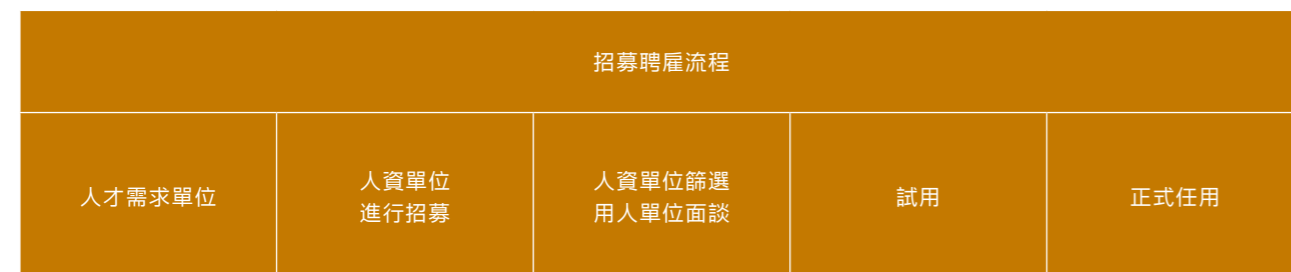 招募聘雇流程
人才需求單位
人資單位
進行招募
人資單位篩選
用人單位面談
試用
正式任用